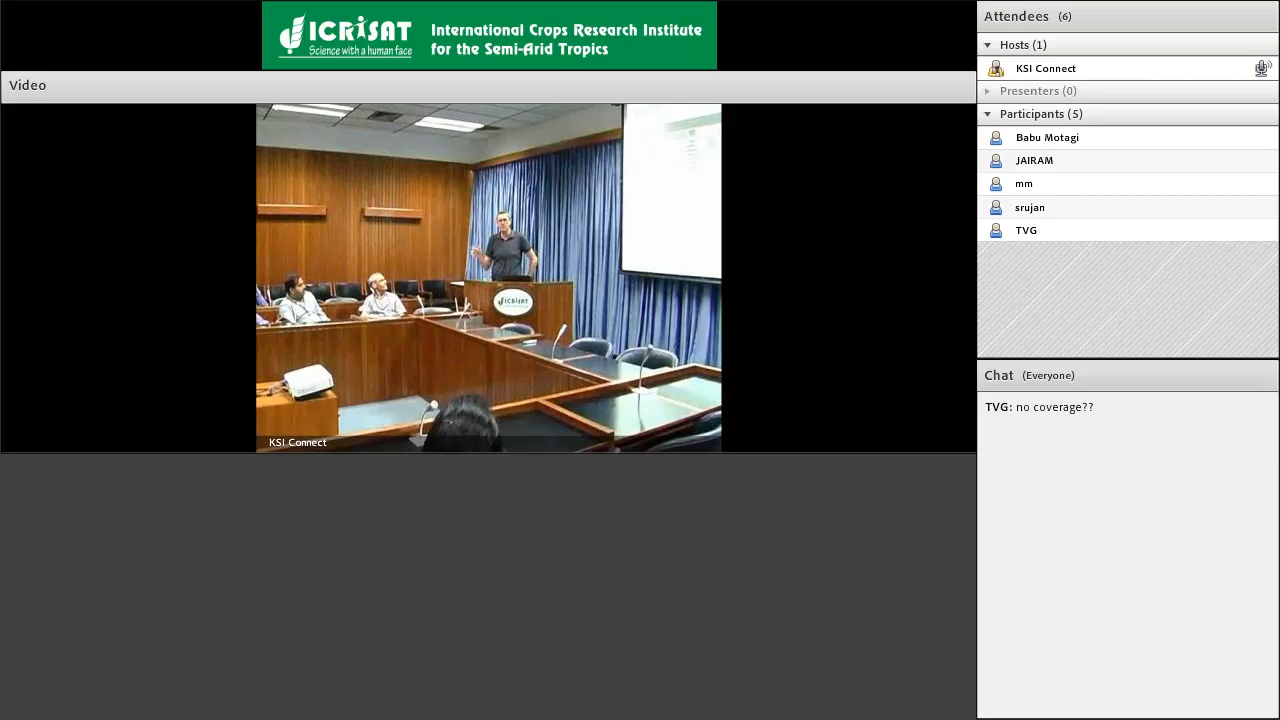 ICRISAT
Science with a human face
International Crops Research Institute
for the Semi-Arid Tropics
Video
ICRISAT
KSI Connect
Attendees (6)
Hosts (1)
KSI Connect
Presenters (0)
Participants (5)
Babu Motagi
JAIRAM
mm
srujan
TVG
Chat (Everyone)
TVG: no coverage??